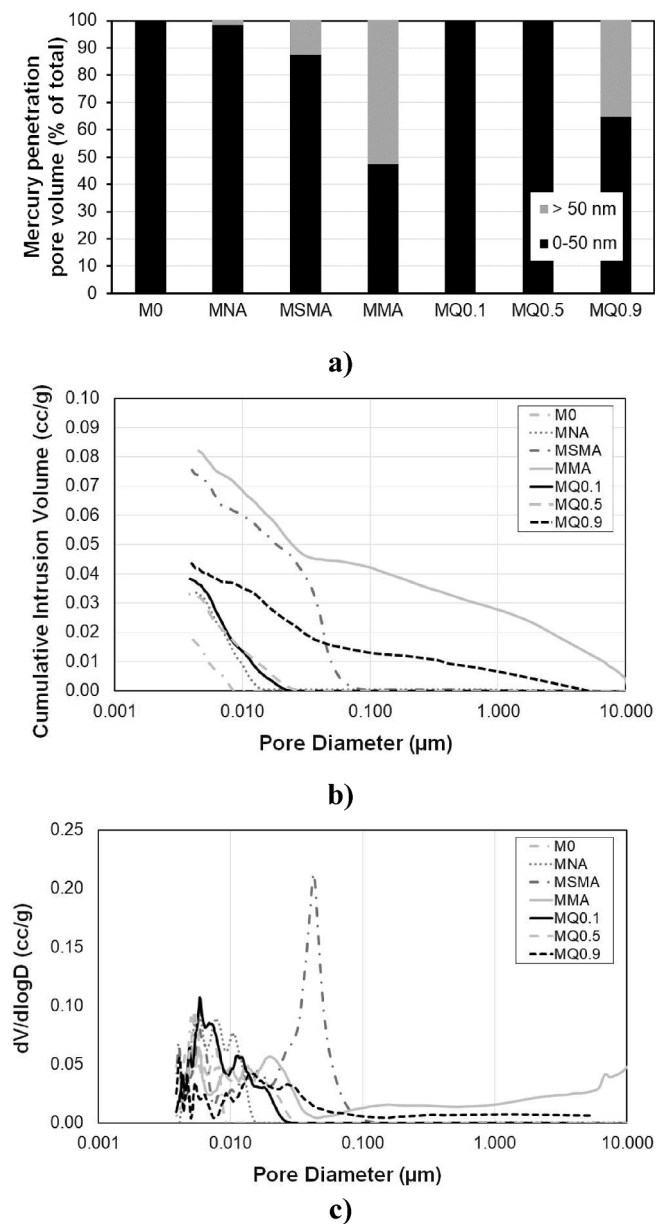 Mercury penetration
pore volume (% of total)
100
90
80
70
60
50
40
30
20
10
0
> 50 nm
0-50 nm
M0 MNA MSMA MMA MQ0.1 MQ0.5 MQ0.9
a)
Cumulative Intrusion Volume (cc/g)
0.10
0.09
0.08
0.07
0.06
0.05
0.04
0.03
0.02
0.01
0.00
M0
MNA
MSMA
MMA
MQ0.1
MQ0.5
MQ0.9
0.001 0.010 0.100 1.000 10.000
Pore Diameter (µm)
b)
dV/dlogD (cc/g)
0.25
0.20
0.15
0.10
0.05
0.00
M0
MNA
MSMA
MMA
MQ0.1
MQ0.5
MQ0.9
0.001 0.010 0.100 1.000 10.000
Pore Diameter (µm)
c)